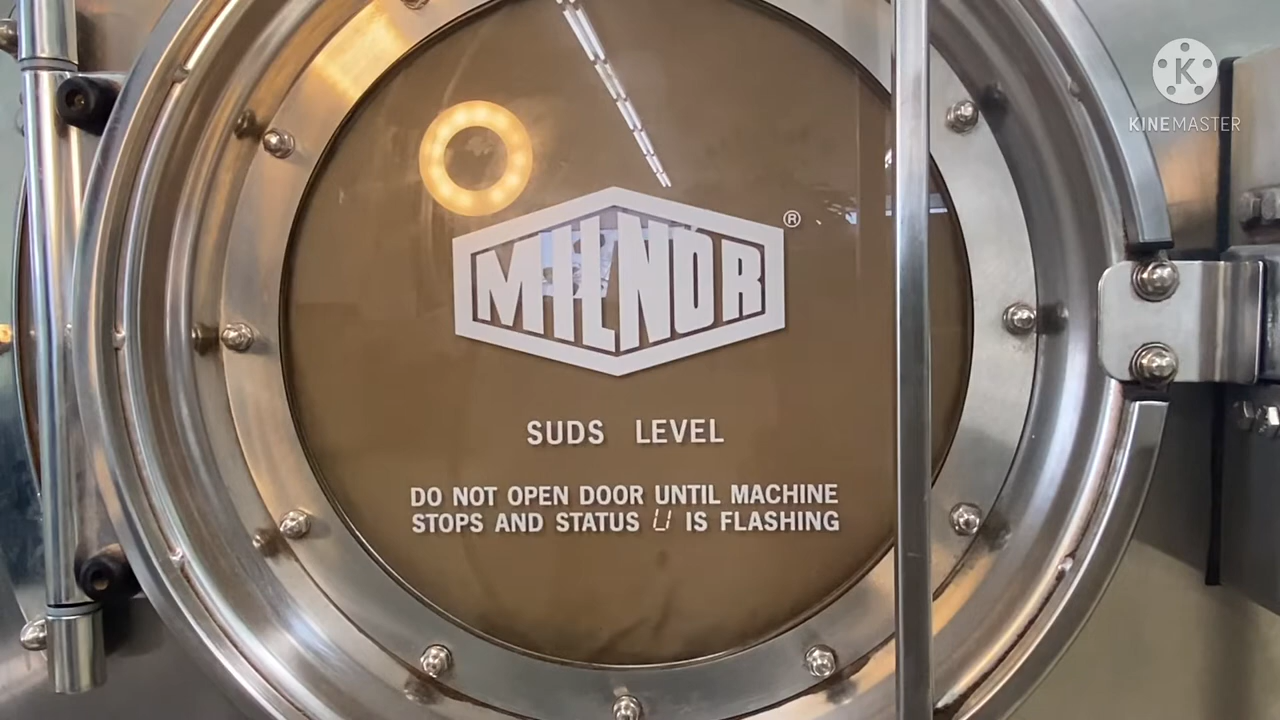 K
KINEMASTER
MILNOR®
SUDS LEVEL
DO NOT OPEN DOOR UNTIL MACHINE
STOPS AND STATUS U IS FLASHING